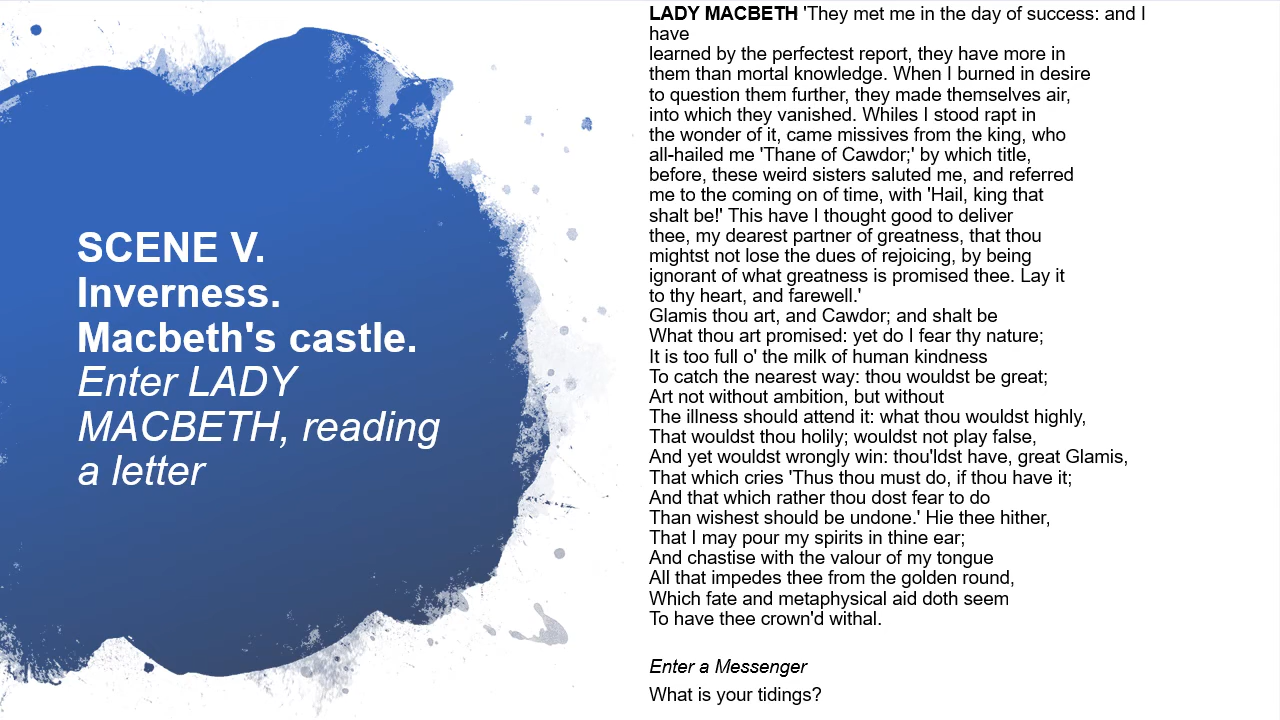 SCENE V.
Inverness.
Macbeth's castle.
Enter LADY
MACBETH, reading
a letter
LADY MACBETH 'They met me in the day of success: and I
have
learned by the perfectest report, they have more in
them than mortal knowledge. When I burned in desire
to question them further, they made themselves air,
into which they vanished. Whiles I stood rapt in
the wonder of it, came missives from the king, who
all-hailed me 'Thane of Cawdor;' by which title,
before, these weird sisters saluted me, and referred
me to the coming on of time, with 'Hail, king that
shalt be!' This have I thought good to deliver
thee, my dearest partner of greatness, that thou
mightst not lose the dues of rejoicing, by being
ignorant of what greatness is promised thee. Lay it
to thy heart, and farewell.'
Glamis thou art, and Cawdor; and shalt be
What thou art promised: yet do I fear thy nature;
It is too full o' the milk of human kindness
To catch the nearest way: thou wouldst be great;
Art not without ambition, but without
The illness should attend it: what thou wouldst highly,
That wouldst thou holily; wouldst not play false,
And yet wouldst wrongly win: thou'ldst have, great Glamis,
That which cries 'Thus thou must do, if thou have it;
And that which rather thou dost fear to do
Than wishest should be undone.' Hie thee hither,
That I may pour my spirits in thine ear;
And chastise with the valour of my tongue
All that impedes thee from the golden round,
Which fate and metaphysical aid doth seem
To have thee crown'd withal.
Enter a Messenger
What is your tidings?